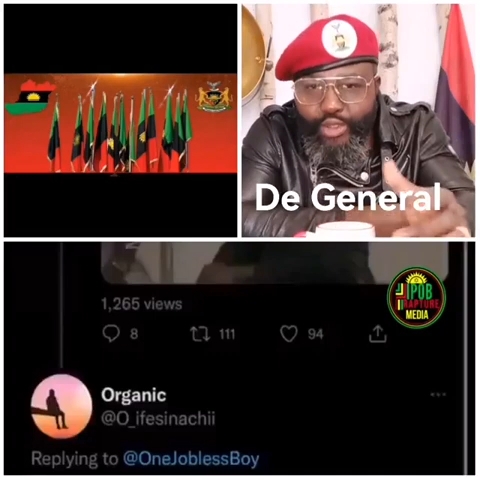 De General
1,265 views
8
111
94
IPOB
RAPTURE
MEDIA
Organic
@O_ifesinachii
Replying to @OneJoblessBoy